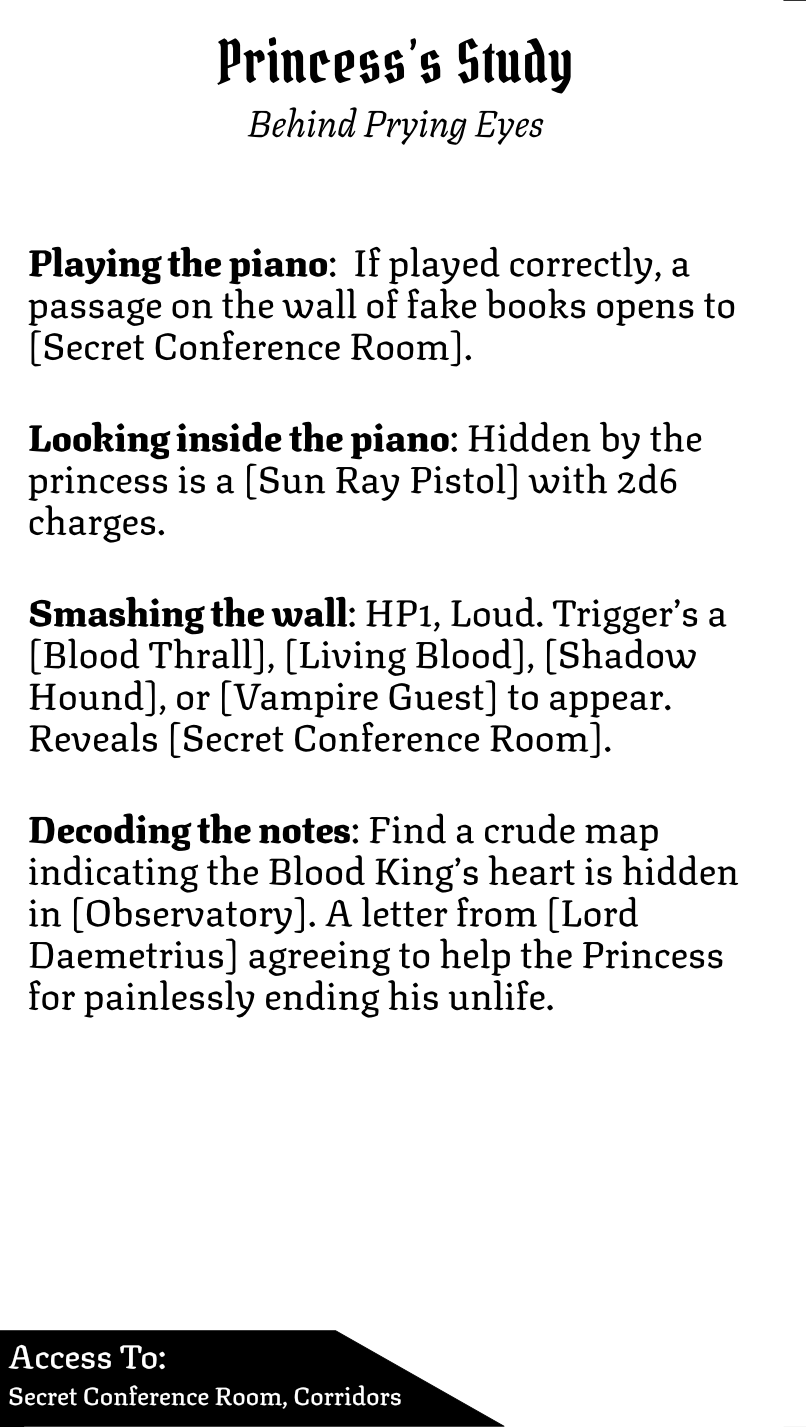 Princess's Study
Behind Prying Eyes
Playing the piano:  If played correctly, a
passage on the wall of fake books opens to
[Secret Conference Room].
Looking inside the piano: Hidden by the
princess is a [Sun Ray Pistol] with 2d6
charges.
Smashing the wall: HP1, Loud. Trigger's a
[Blood Thrall], [Living Blood], [Shadow
Hound], or [Vampire Guest] to appear.
Reveals [Secret Conference Room].
Decoding the notes: Find a crude map
indicating the Blood King's heart is hidden
in [Observatory]. A letter from [Lord
Daemetrius] agreeing to help the Princess
for painlessly ending his unlife.
Access To:
Secret Conference Room, Corridors